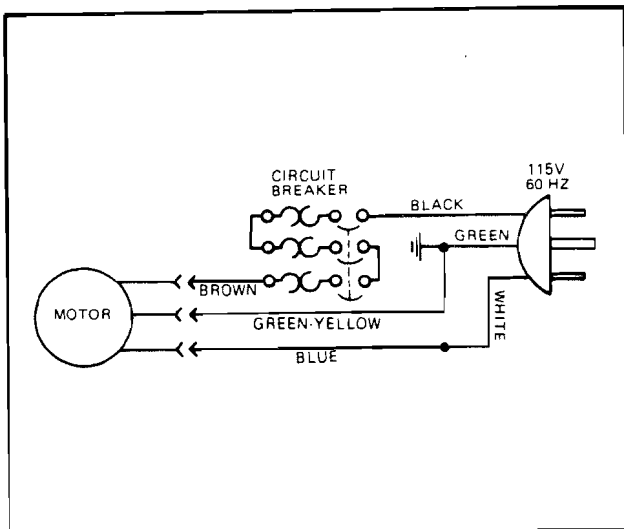 CIRCUIT
BREAKER
115V
60 HZ
BLACK
GREEN
BROWN
MOTOR
GREEN-YELLOW
WHITE
BLUE